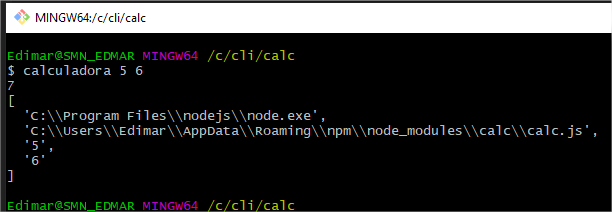 MINGW64:/c/cli/calc
Edimar@SMN_EDMAR MINGW64 /c/cli/calc
$ calculadora 5 6
7
[
  'C:\\Program Files\\nodejs\\node.exe',
  'C:\\Users\\Edimar\\AppData\\Roaming\\npm\\node_modules\\calc\\calc.js',
  '5',
  '6'
]
Edimar@SMN_EDMAR MINGW64 /c/cli/calc